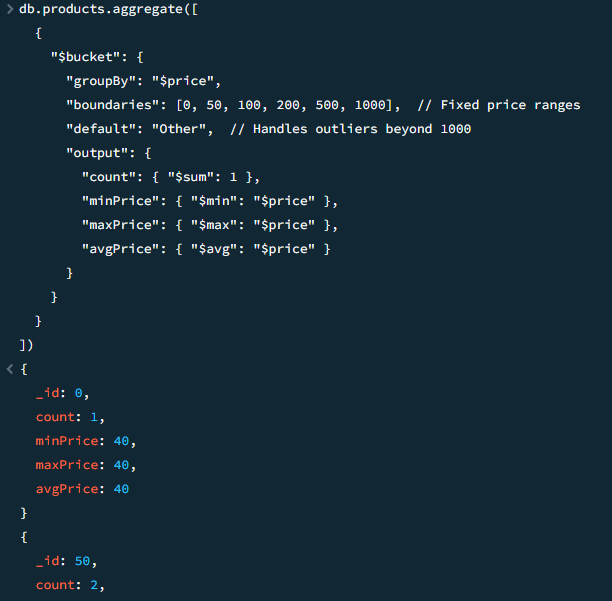 > db.products.aggregate([
{
"$bucket": {
"groupBy": "$price",
"boundaries": [0, 50, 100, 200, 500, 1000],  // Fixed price ranges
"default": "Other",  // Handles outliers beyond 1000
"output": {
"count": { "$sum": 1 },
"minPrice": { "$min": "$price" },
"maxPrice": { "$max": "$price" },
"avgPrice": { "$avg": "$price" }
}
}
}
])
< {
_id: 0,
count: 1,
minPrice: 40,
maxPrice: 40,
avgPrice: 40
}
{
_id: 50,
count: 2,